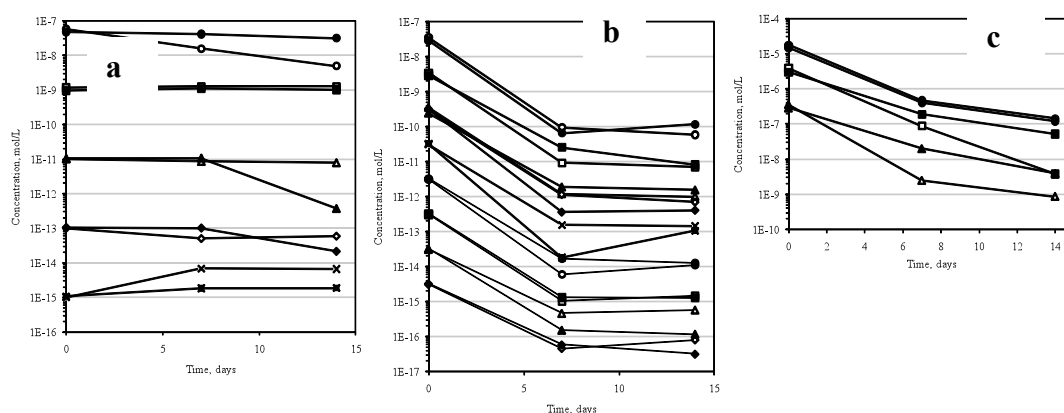 a
1E-7
1E-8
1E-9
1E-10
1E-11
1E-12
1E-13
1E-14
1E-15
1E-16
Concentration, mol/L
0 5 10 15
Time, days
b
1E-7
1E-8
1E-9
1E-10
1E-11
1E-12
1E-13
1E-14
1E-15
1E-16
1E-17
Concentration, mol/L
0 5 10 15
Time, days
c
1E-4
1E-5
1E-6
1E-7
1E-8
1E-9
1E-10
Concentration, mol/L
0 2 4 6 8 10 12 14
Time, days